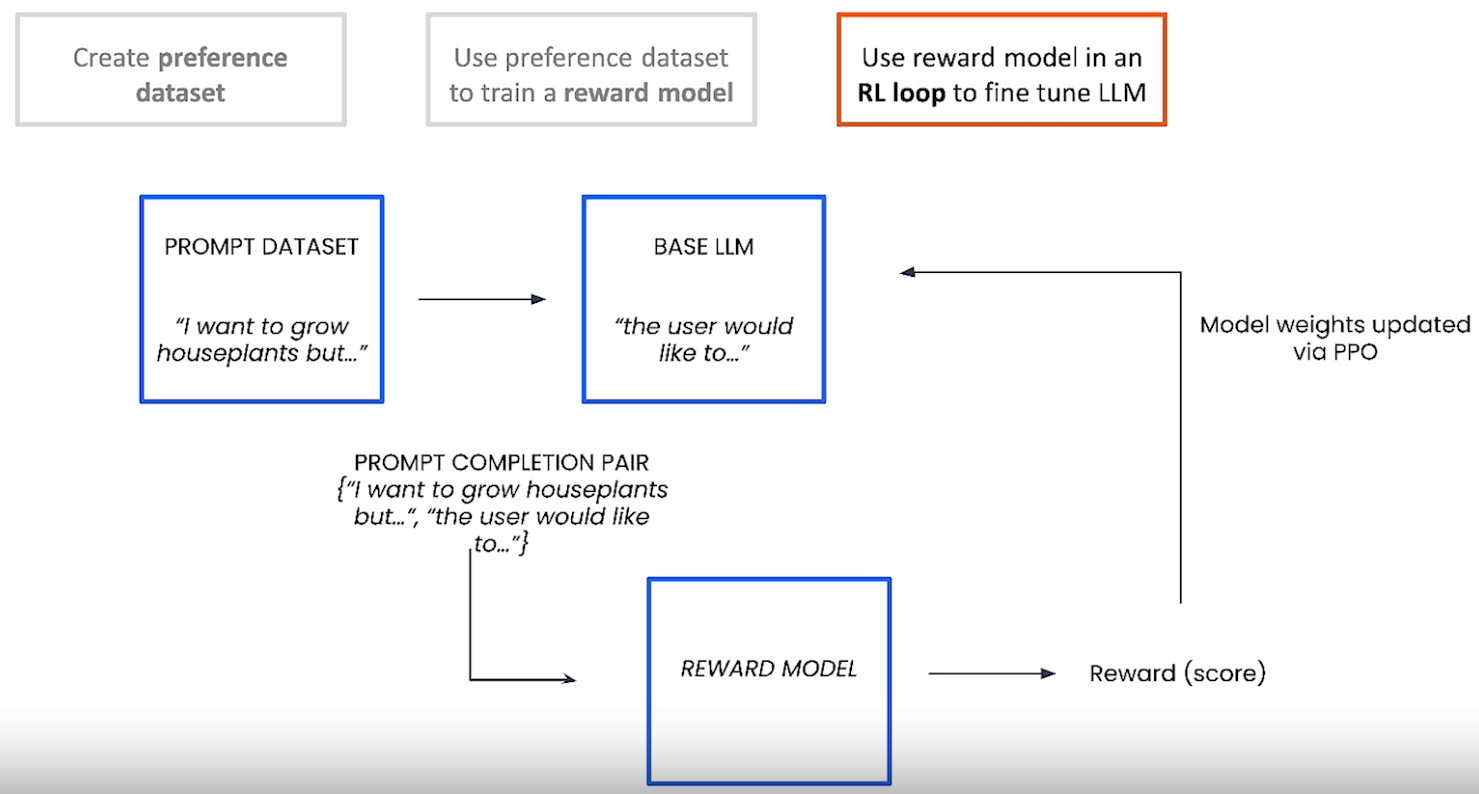 Create preference
dataset
Use preference dataset
to train a reward model
Use reward model in an
RL loop to fine tune LLM
PROMPT DATASET
“I want to grow
houseplants but...”
BASE LLM
“the user would
like to...”
Model weights updated
via PPO
PROMPT COMPLETION PAIR
{“I want to grow houseplants
but...”, “the user would like
to...”}
REWARD MODEL
Reward (score)